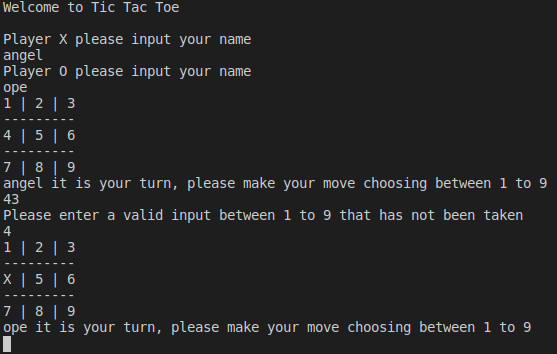 Welcome to Tic Tac Toe
Player X please input your name
angel
Player O please input your name
ope
1 | 2 | 3
---------
4 | 5 | 6
---------
7 | 8 | 9
angel it is your turn, please make your move choosing between 1 to 9
43
Please enter a valid input between 1 to 9 that has not been taken
4
1 | 2 | 3
---------
X | 5 | 6
---------
7 | 8 | 9
ope it is your turn, please make your move choosing between 1 to 9